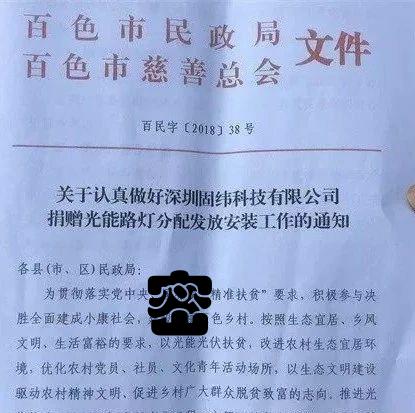 百色市民政局
百色市慈善总会
文件
百民字〔2018〕38号
关于认真做好深圳固纬科技有限公司
捐赠光能路灯分配发放安装工作的通知
各县（市、区）民政局：
为贯彻落实党中央 精准扶贫”要求，积极参与决
胜全面建成小康社会， 色乡村。按照生态宜居、乡风
文明、生活富裕的要求，以光能光伏扶贫，改进农村生态宜居环
境，优化农村党员、社员、文化青年活动场所，以生态文明建设
驱动农村精神文明、促进乡村广大群众脱贫致富的志向。推进光